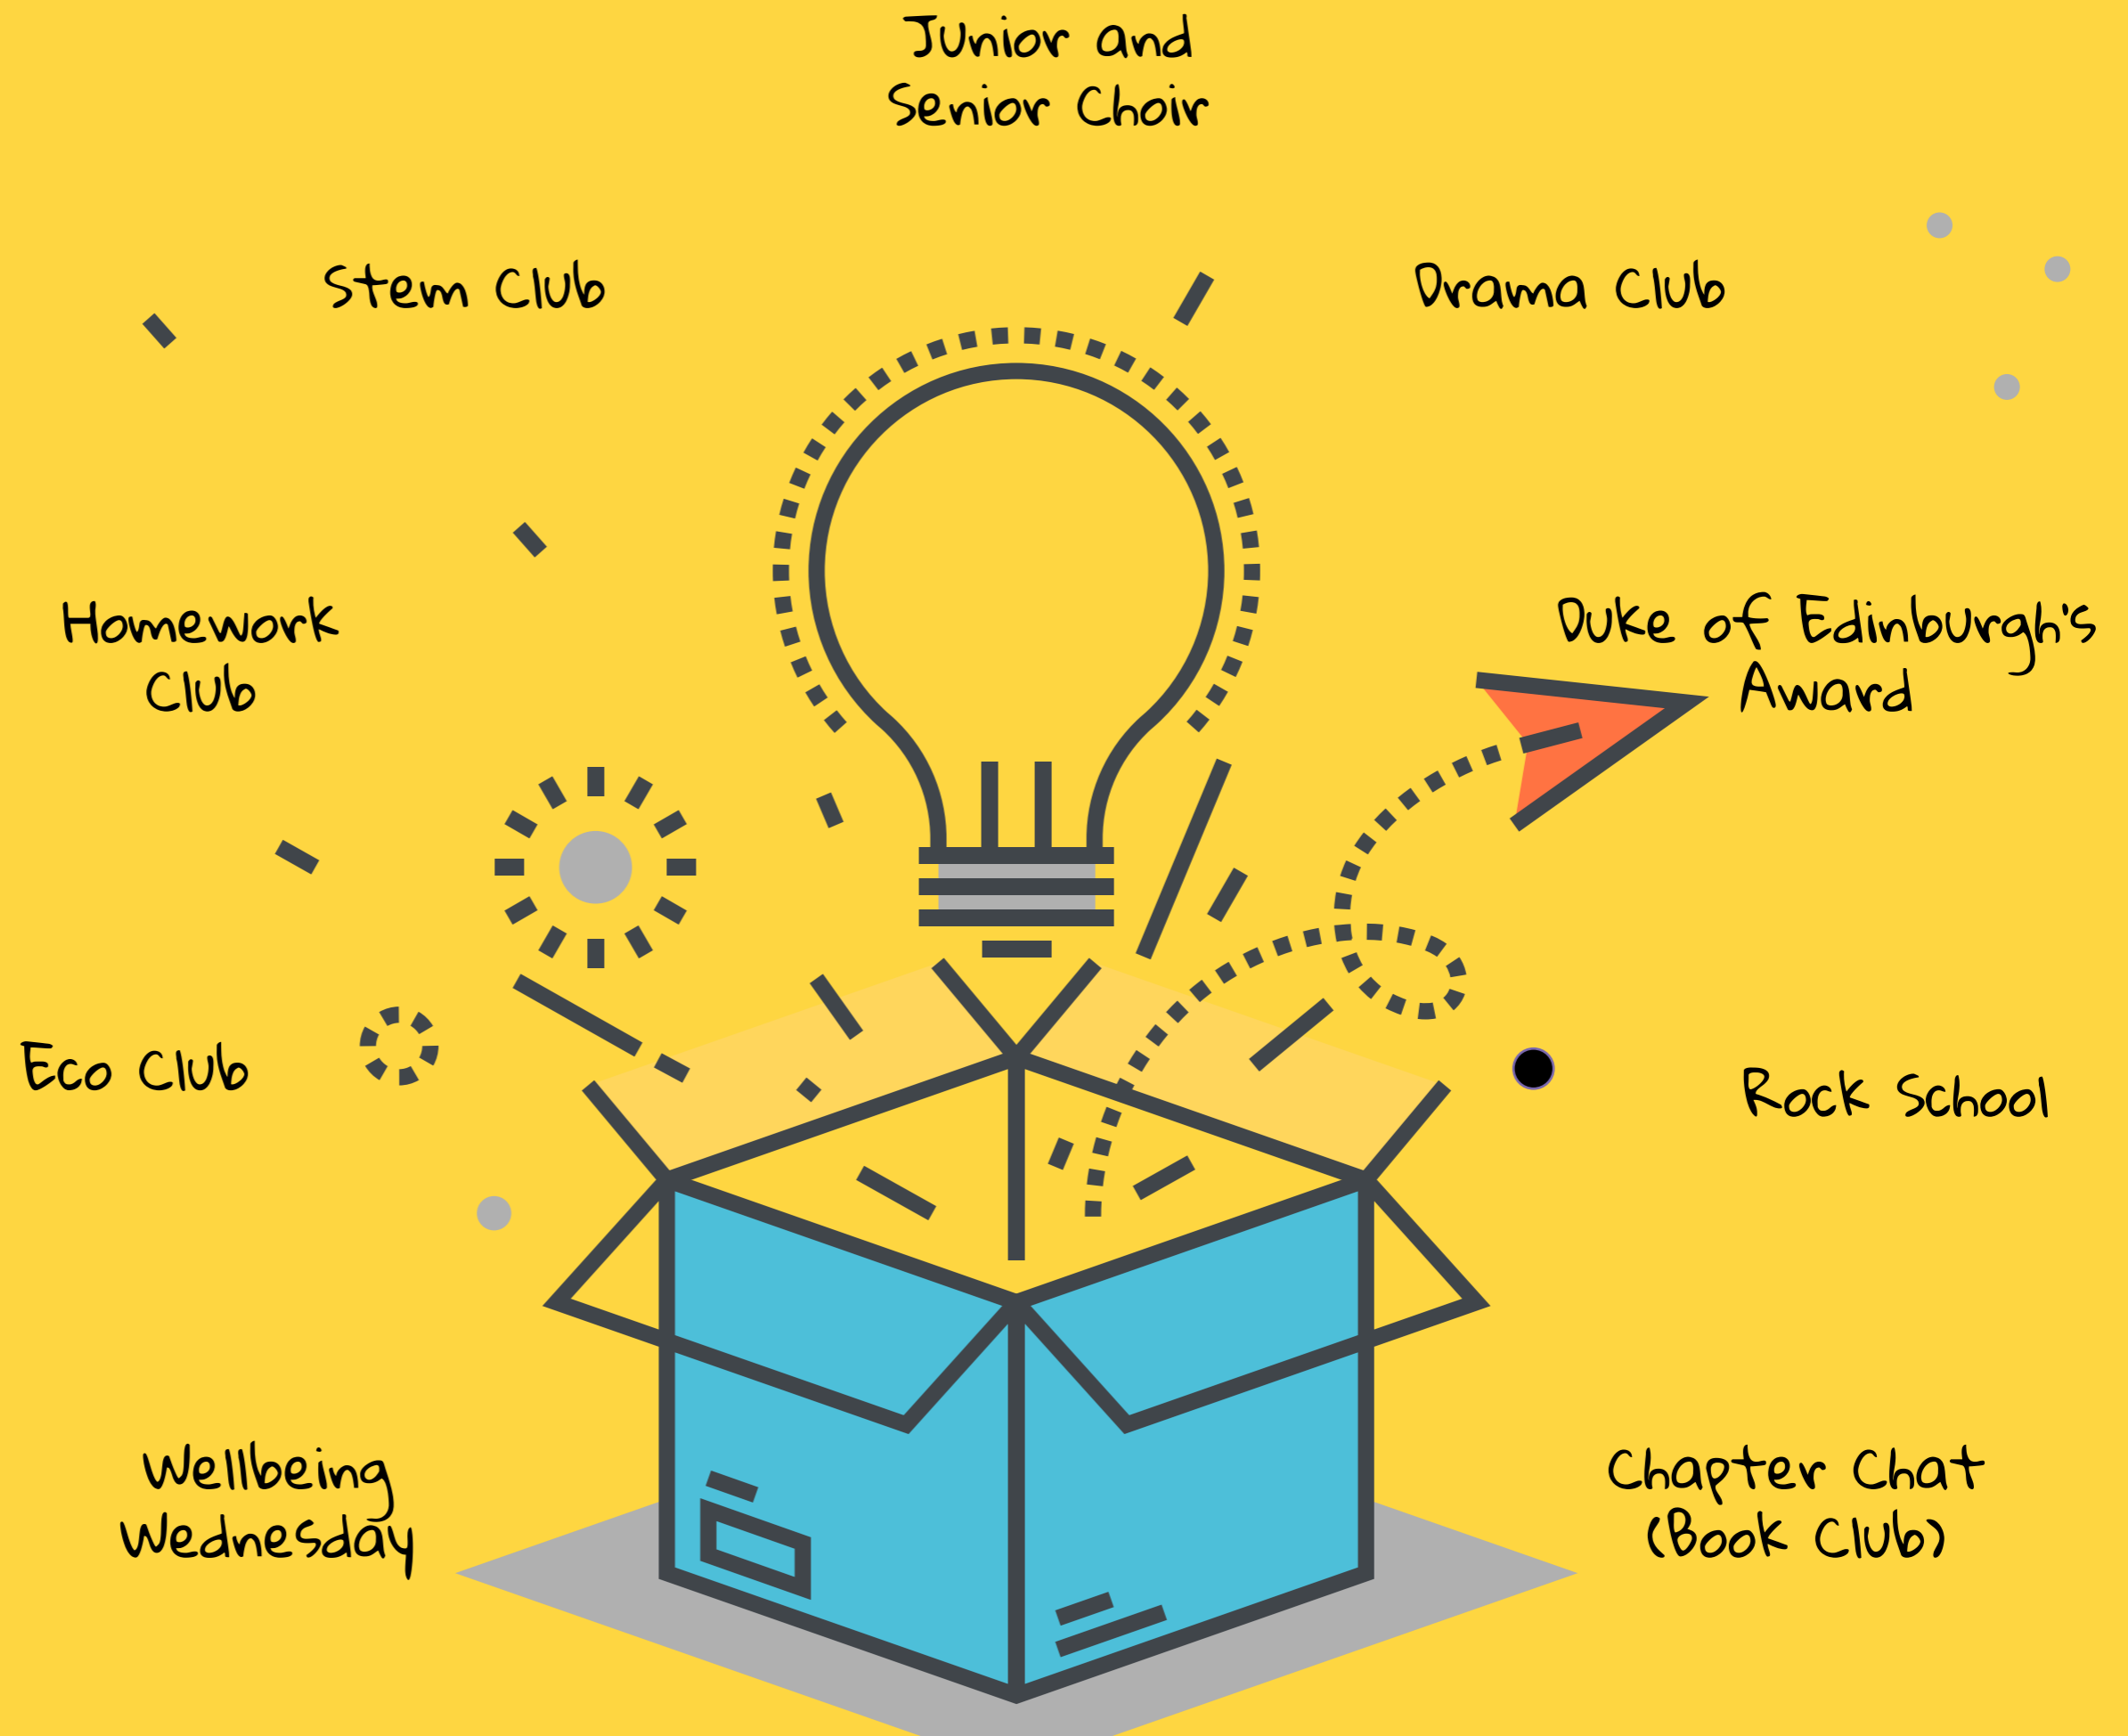 Junior and
Senior Choir
Stem Club
Drama Club
Homework
Club
Duke of Edinburgh's
Award
Eco Club
Rock School
Wellbeing
Wednesday
Chapter Chat
(Book Club)